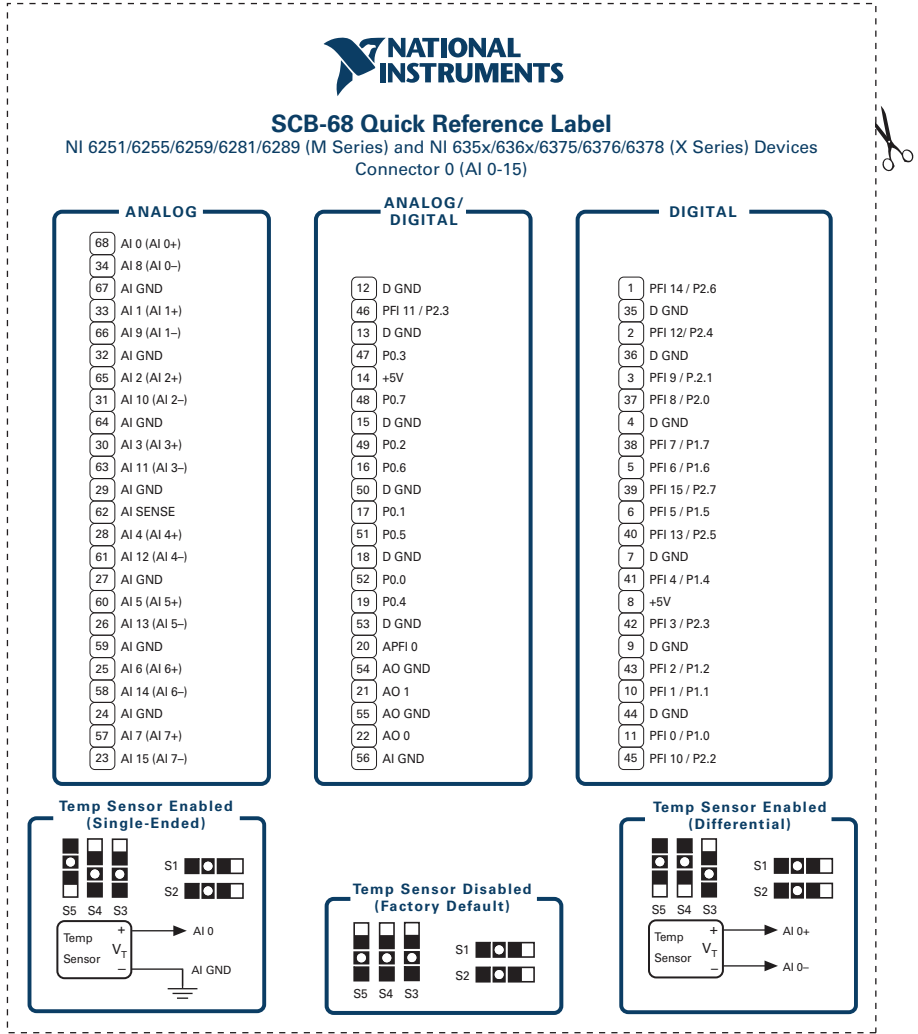 NATIONAL
INSTRUMENTS
SCB-68 Quick Reference Label
NI 6251/6255/6259/6281/6289 (M Series) and NI 635x/636x/6375/6376/6378 (X Series) Devices
Connector 0 (AI 0-15)
ANALOG
68 AI 0 (AI 0+)
34 AI 8 (AI 0–)
67 AI GND
33 AI 1 (AI 1+)
66 AI 9 (AI 1–)
32 AI GND
65 AI 2 (AI 2+)
31 AI 10 (AI 2–)
64 AI GND
30 AI 3 (AI 3+)
63 AI 11 (AI 3–)
29 AI GND
62 AI SENSE
28 AI 4 (AI 4+)
61 AI 12 (AI 4–)
27 AI GND
60 AI 5 (AI 5+)
26 AI 13 (AI 5–)
59 AI GND
25 AI 6 (AI 6+)
58 AI 14 (AI 6–)
24 AI GND
57 AI 7 (AI 7+)
23 AI 15 (AI 7–)
ANALOG/
DIGITAL
12 D GND
46 PFI 11 / P2.3
13 D GND
47 P0.3
14 +5V
48 P0.7
15 D GND
49 P0.2
16 P0.6
50 D GND
17 P0.1
51 P0.5
18 D GND
52 P0.0
19 P0.4
53 D GND
20 APFI 0
54 AO GND
21 AO 1
55 AO GND
22 AO 0
56 AI GND
DIGITAL
1 PFI 14 / P2.6
35 D GND
2 PFI 12/ P2.4
36 D GND
3 PFI 9 / P.2.1
37 PFI 8 / P2.0
4 D GND
38 PFI 7 / P1.7
5 PFI 6 / P1.6
39 PFI 15 / P2.7
6 PFI 5 / P1.5
40 PFI 13 / P2.5
7 D GND
41 PFI 4 / P1.4
8 +5V
42 PFI 3 / P2.3
9 D GND
43 PFI 2 / P1.2
10 PFI 1 / P1.1
44 D GND
11 PFI 0 / P1.0
45 PFI 10 / P2.2
Temp Sensor Enabled
(Single-Ended)
S1
S2
S5 S4 S3
Temp
Sensor
+
VT
–
AI 0
AI GND
Temp Sensor Disabled
(Factory Default)
S1
S2
S5 S4 S3
Temp Sensor Enabled
(Differential)
S1
S2
S5 S4 S3
Temp
Sensor
+
VT
–
AI 0+
AI 0–